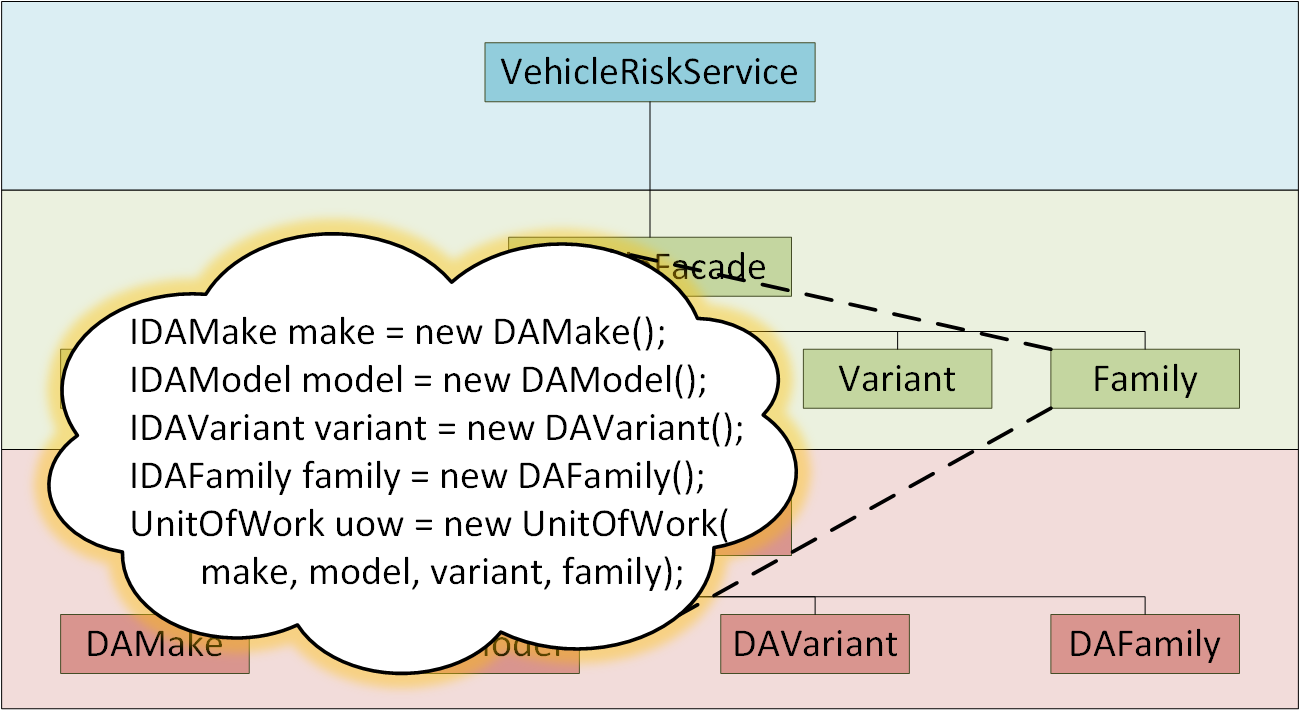 VehicleRiskService
Facade
IDAMake make = new DAMake();
IDAModel model = new DAModel();
IDAVariant variant = new DAVariant();
IDAFamily family = new DAFamily();
UnitOfWork uow = new UnitOfWork(
make, model, variant, family);
Variant
Family
DAMake
DAVariant
DAFamily